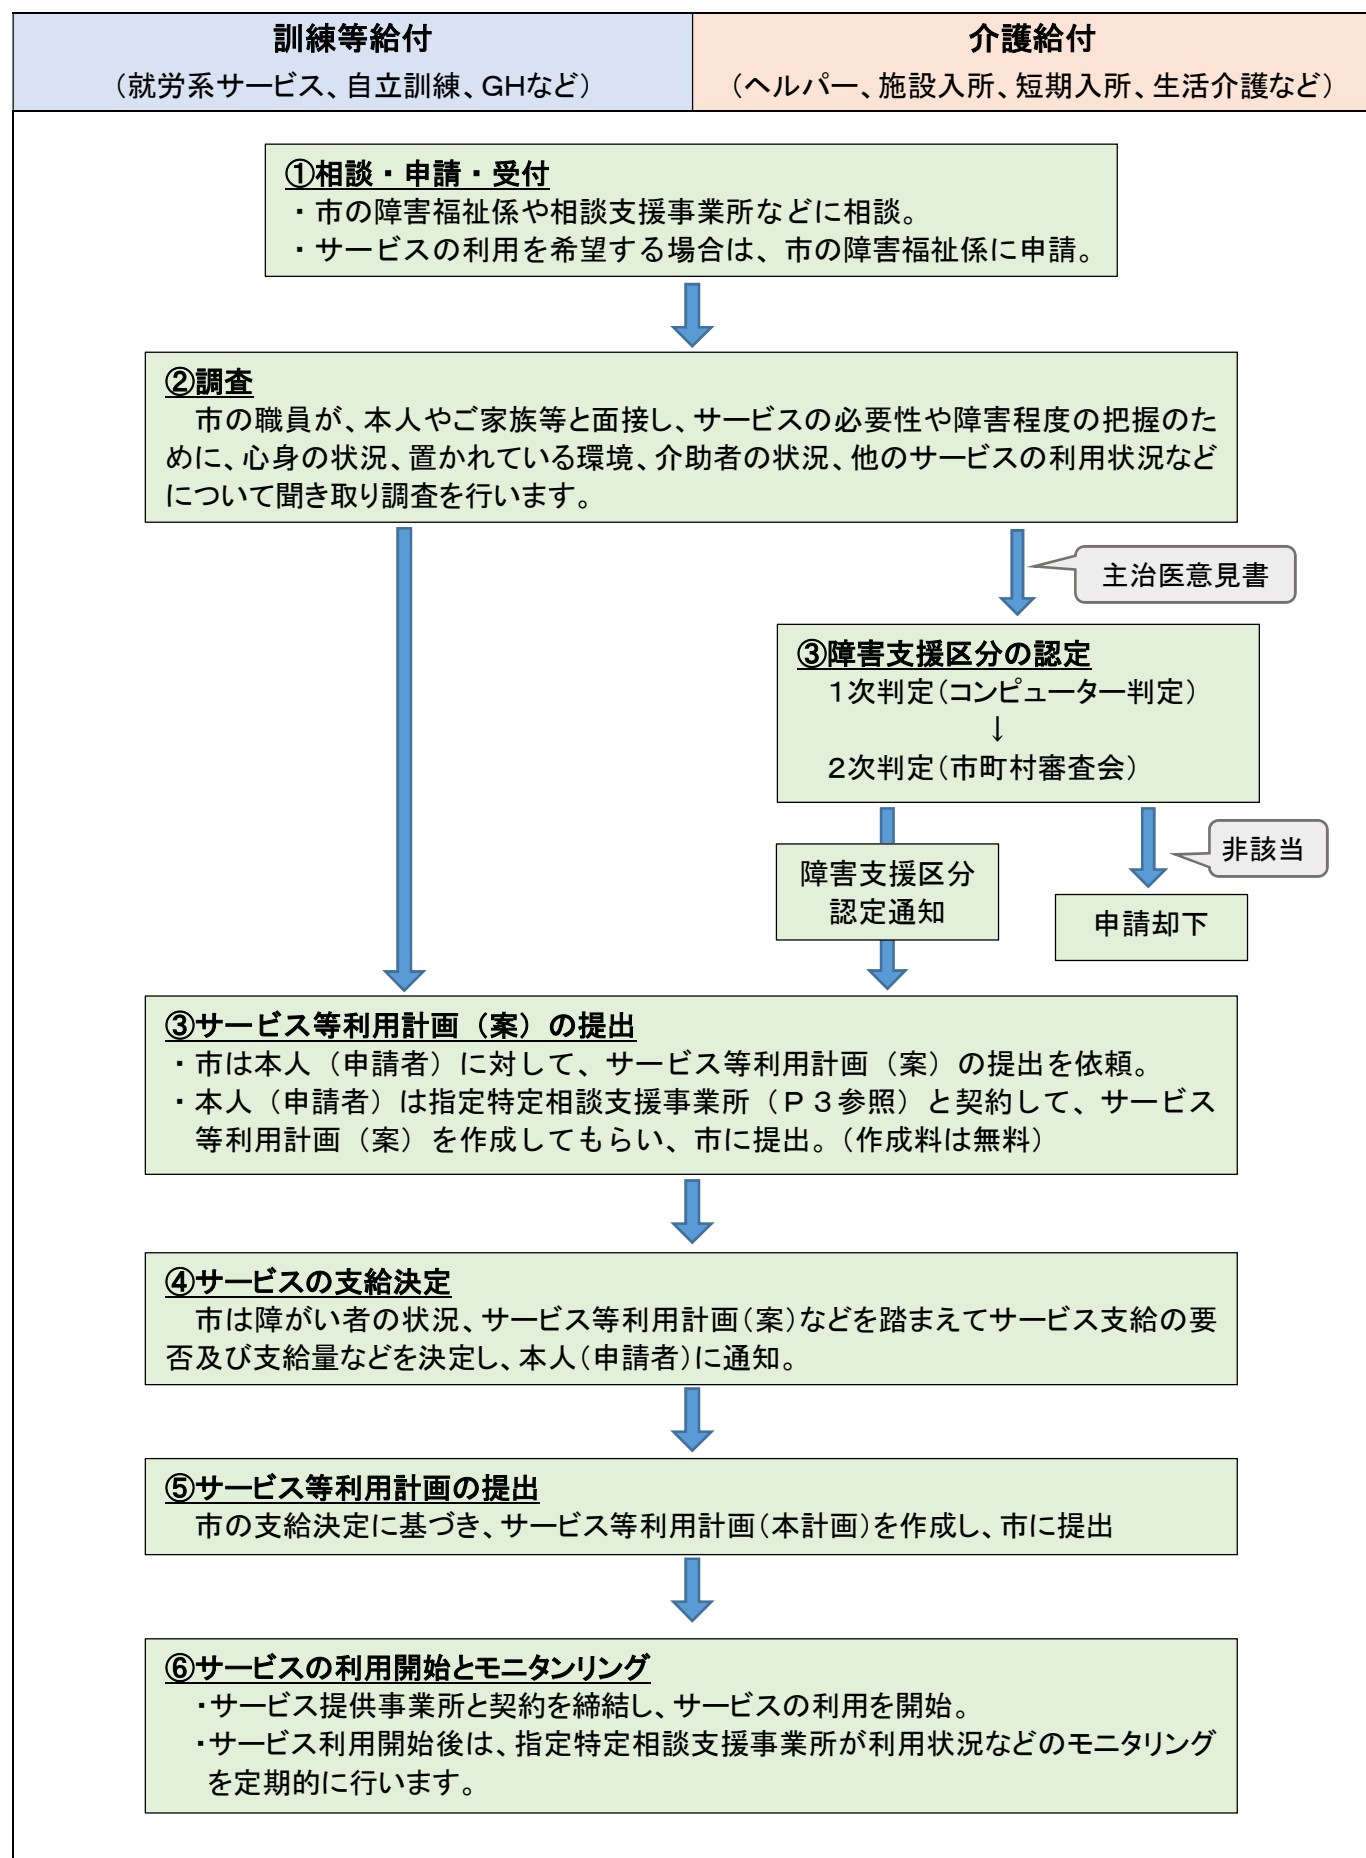 訓練等給付
（就労系サービス、自立訓練、GHなど）
介護給付
（ヘルパー、施設入所、短期入所、生活介護など）
①相談・申請・受付
・市の障害福祉係や相談支援事業所などに相談。
・サービスの利用を希望する場合は、市の障害福祉係に申請。
②調査
市の職員が、本人やご家族等と面接し、サービスの必要性や障害程度の把握のた
めに、心身の状況、置かれている環境、介助者の状況、他のサービスの利用状況など
について聞き取り調査を行います。
主治医意見書
③障害支援区分の認定
１次判定（コンピューター判定）
↓
２次判定（市町村審査会）
非該当
障害支援区分
認定通知
申請却下
③サービス等利用計画（案）の提出
・市は本人（申請者）に対して、サービス等利用計画（案）の提出を依頼。
・本人（申請者）は指定特定相談支援事業所（Ｐ３参照）と契約して、サービス
等利用計画（案）を作成してもらい、市に提出。（作成料は無料）
④サービスの支給決定
市は障がい者の状況、サービス等利用計画（案）などを踏まえてサービス支給の要
否及び支給量などを決定し、本人（申請者）に通知。
⑤サービス等利用計画の提出
市の支給決定に基づき、サービス等利用計画（本計画）を作成し、市に提出
⑥サービスの利用開始とモニタンリング
・サービス提供事業所と契約を締結し、サービスの利用を開始。
・サービス利用開始後は、指定特定相談支援事業所が利用状況などのモニタリング
を定期的に行います。